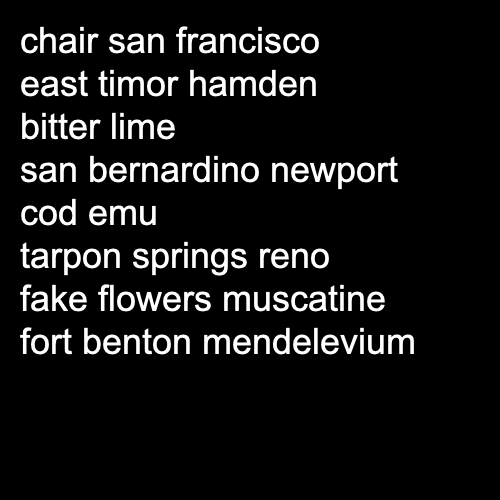 chair san francisco
east timor hamden
bitter lime
san bernardino newport
cod emu
tarpon springs reno
fake flowers muscatine
fort benton mendelevium